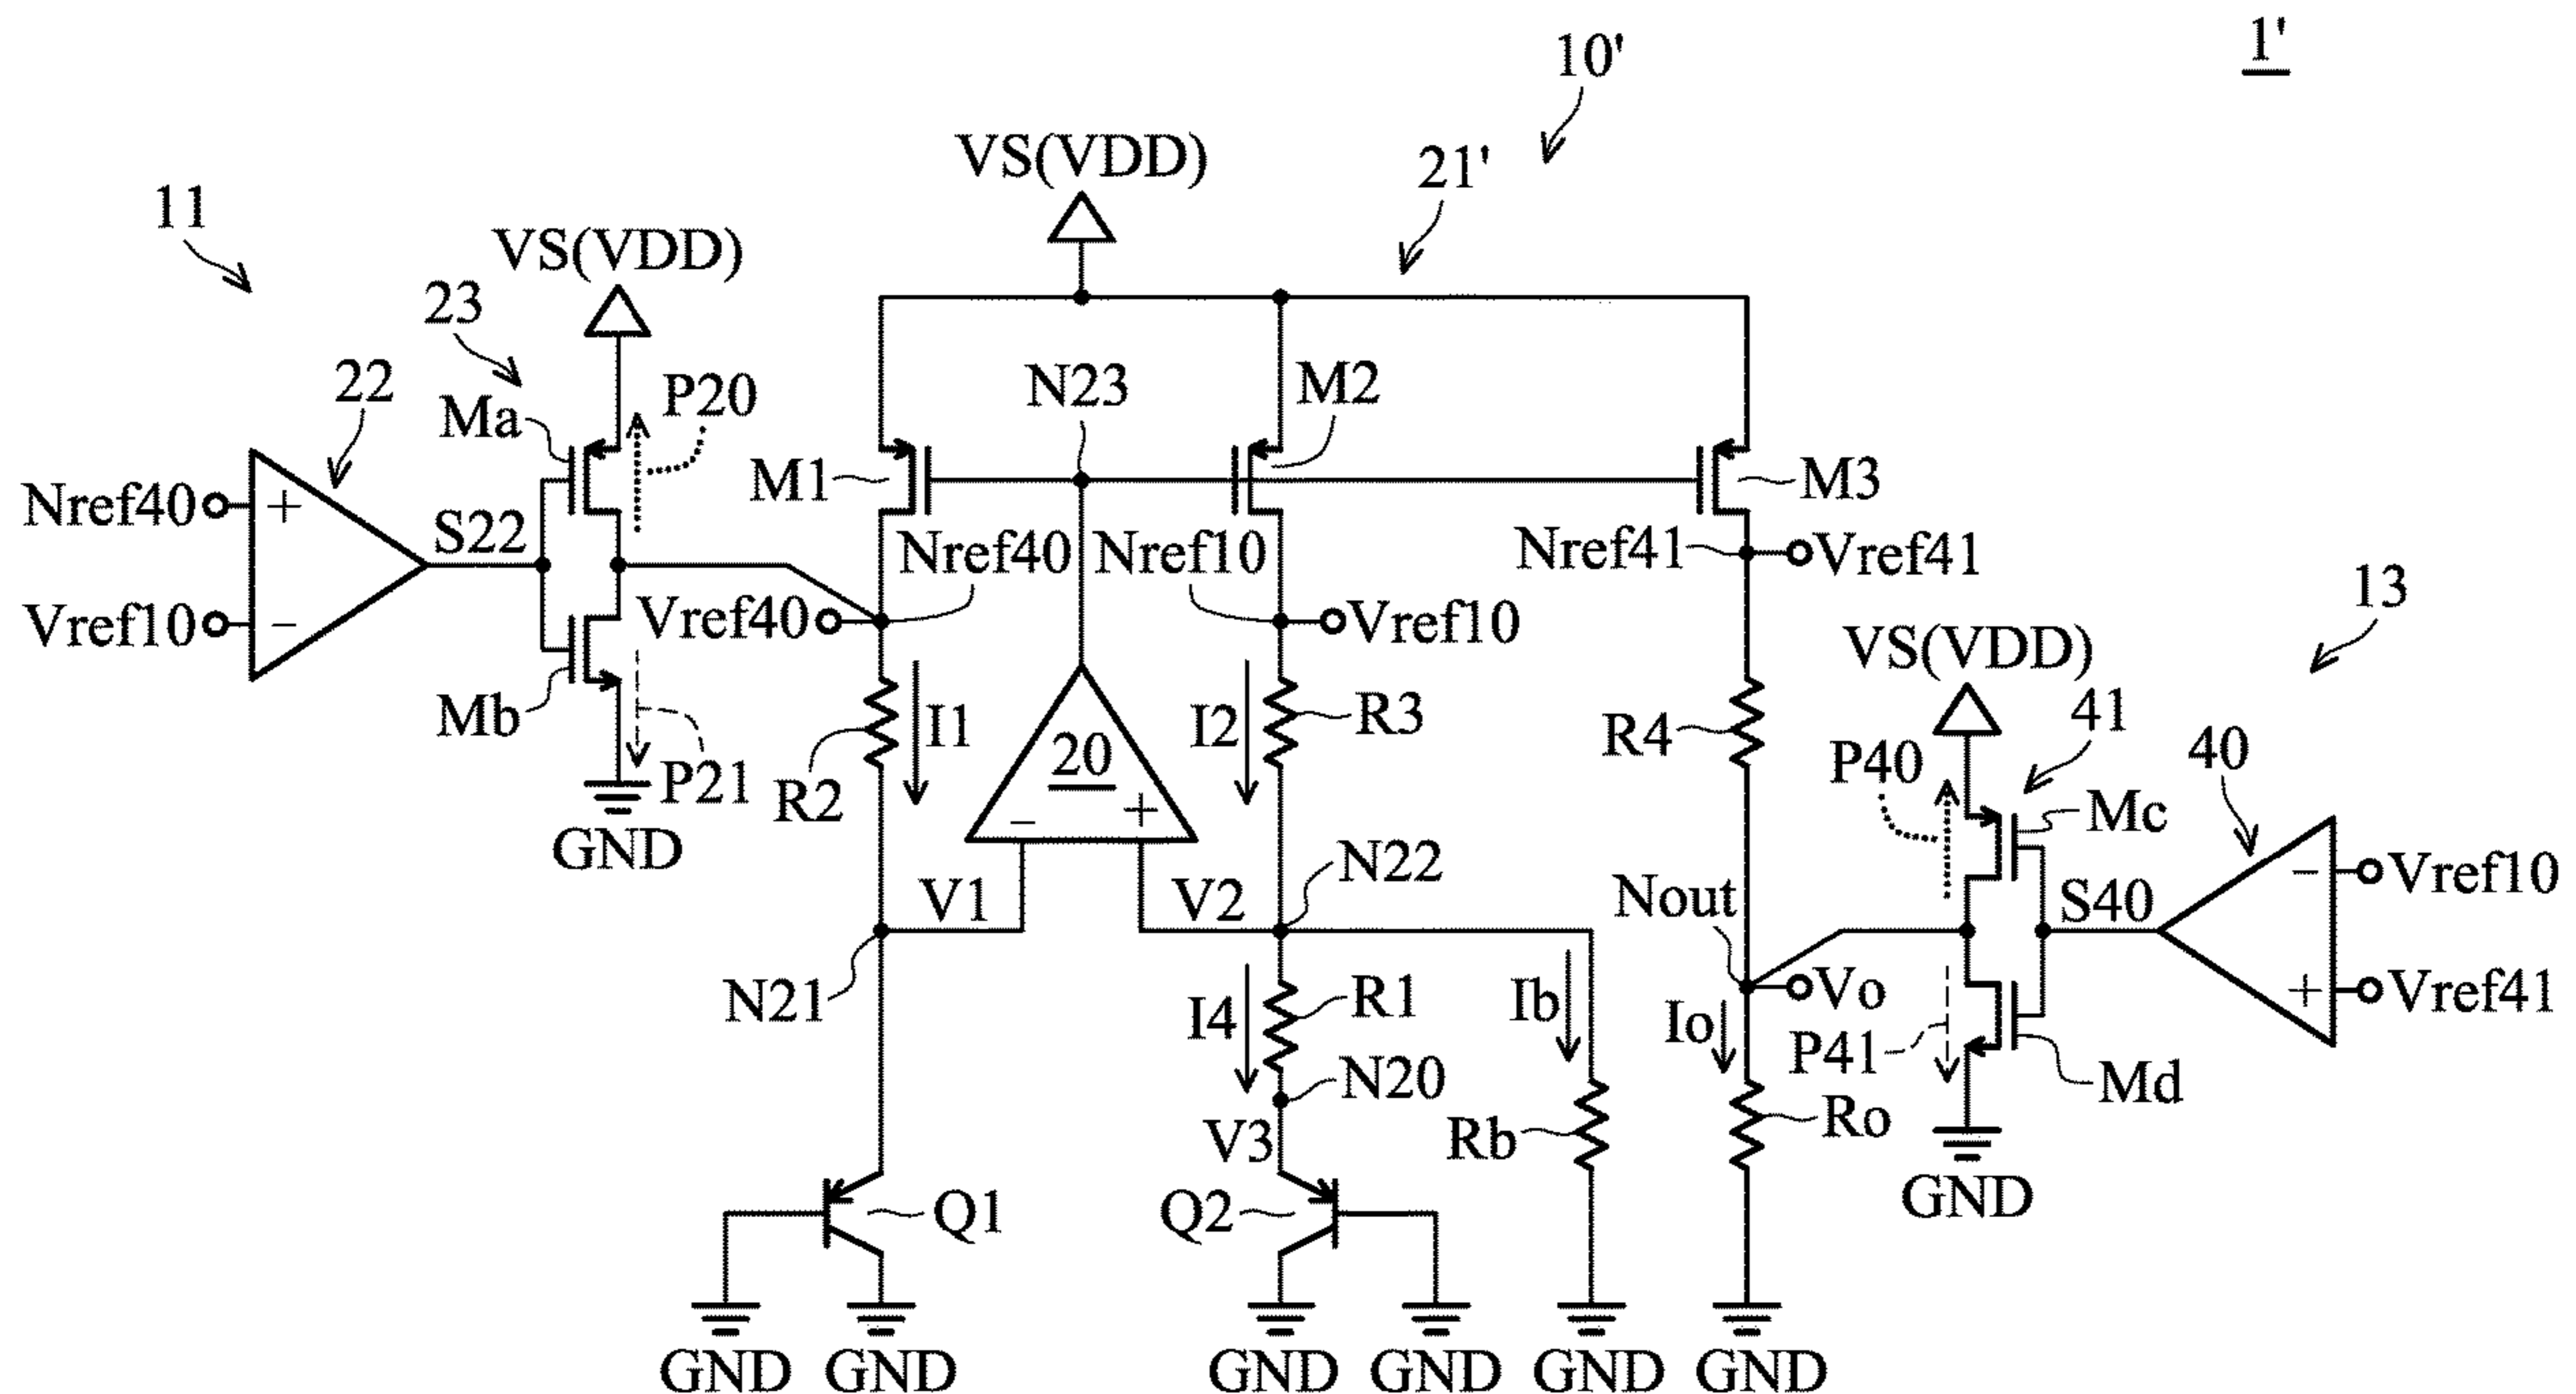 1'
10'
VS(VDD)
21'
11
VS(VDD)
23
22
P20
Ma
N23
M2
Nref40
+
S22
M1
M3
Nref40
Nref10
Nref41
Vref41
Vref10
−
Vref40
Vref10
13
VS(VDD)
Mb
P21
I1
I2
R3
R4
41
40
R2
20
P40
Mc
GND
−
+
N22
−
Vref10
V1
V2
Nout
S40
N21
I4
R1
Ib
Io
Vo
+
Vref41
P41
N20
Md
V3
Rb
Ro
Q1
Q2
GND
GND
GND
GND
GND
GND
GND